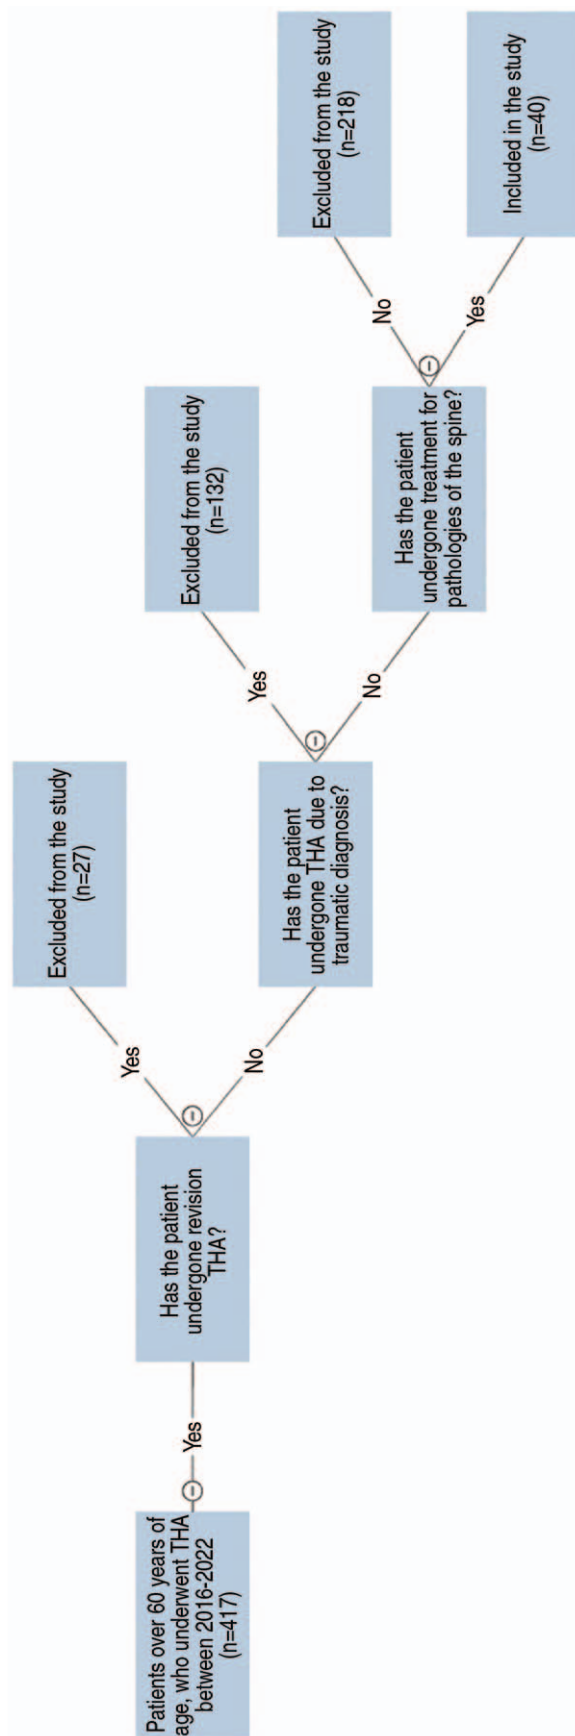 Patients over 60 years of
age, who underwent THA
between 2016-2022
(n=417)
Yes
Has the patient
undergone revision
THA?
Yes
Excluded from the study
(n=27)
No
Has the patient
undergone THA due to
traumatic diagnosis?
Yes
Excluded from the study
(n=132)
No
Has the patient
undergone treatment for
pathologies of the spine?
No
Excluded from the study
(n=218)
Yes
Included in the study
(n=40)